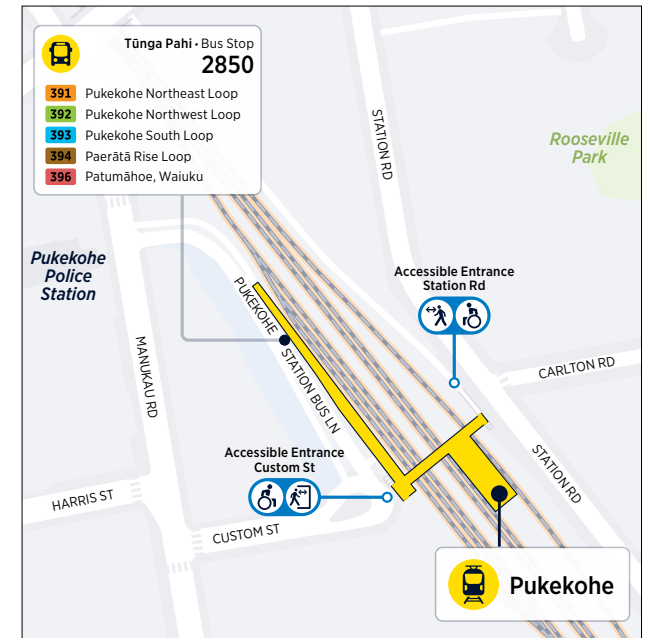 Tūnga Pahi · Bus Stop
2850
391 Pukekohe Northeast Loop
392 Pukekohe Northwest Loop
393 Pukekohe South Loop
394 Paerātā Rise Loop
396 Patumāhoe, Waiuku
STATION RD
Rooseville
Park
Pukekohe
Police
Station
Accessible Entrance
Station Rd
PUKEKOHE STATION BUS LN
MANUKAU RD
CARLTON RD
Accessible Entrance
Custom St
STATION RD
HARRIS ST
CUSTOM ST
Pukekohe